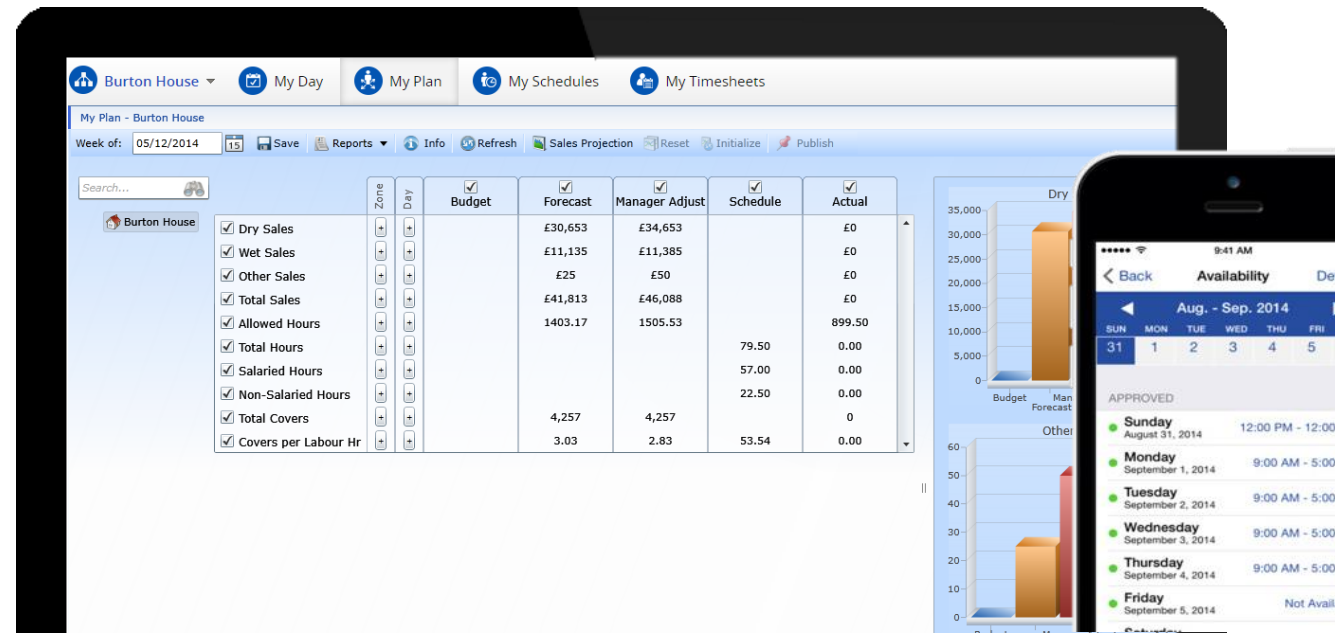 Burton House My Day My Plan My Schedules My Timesheets
My Plan - Burton House
Week of: 05/12/2014 15 Save Reports Info Refresh Sales Projection Reset Initialize Publish
Search...
Burton House
Zone Day Budget Forecast Manager Adjust Schedule Actual
Dry Sales + + £30,653 £34,653 £0
Wet Sales + + £11,135 £11,385 £0
Other Sales + + £25 £50 £0
Total Sales + + £41,813 £46,088 £0
Allowed Hours + + 1403.17 1505.53 899.50
Total Hours + + 79.50 0.00
Salaried Hours + + 57.00 0.00
Non-Salaried Hours + + 22.50 0.00
Total Covers + + 4,257 4,257 0
Covers per Labour Hr + + 3.03 2.83 53.54 0.00
Dry
35,000
30,000
25,000
20,000
15,000
10,000
5,000
0
Budget Man
Forecast
Other
60
50
40
30
20
10
0
9:41 AM
Back Availability De
Aug. - Sep. 2014
SUN MON TUE WED THU FRI
31 1 2 3 4 5
APPROVED
Sunday 12:00 PM - 12:00
August 31, 2014
Monday 9:00 AM - 5:00
September 1, 2014
Tuesday 9:00 AM - 5:00
September 2, 2014
Wednesday 9:00 AM - 5:00
September 3, 2014
Thursday 9:00 AM - 5:00
September 4, 2014
Friday Not Avail
September 5, 2014